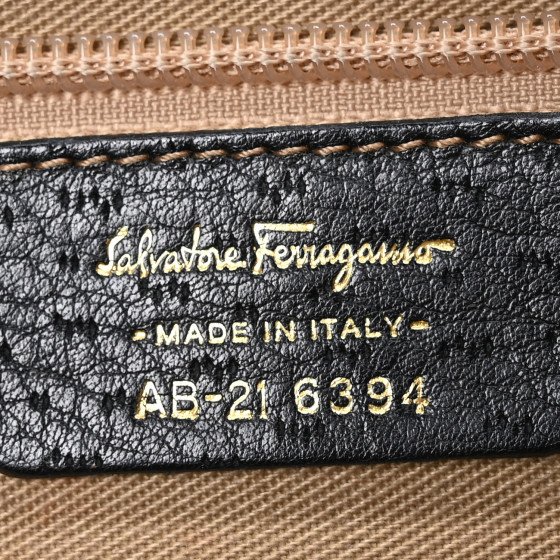 Salvatore Ferragamo
-MADE IN ITALY-
AB-21 6394